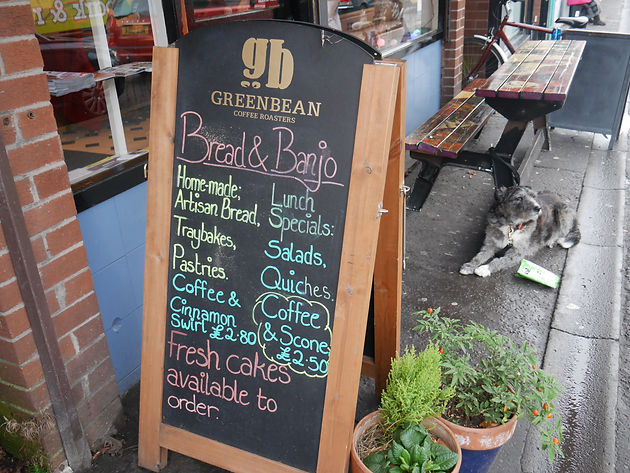 gb
GREENBEAN
COFFEE ROASTERS
Bread & Banjo
Home-made;
Artisan Bread,
Traybakes,
Pastries.
Coffee &
Cinnamon
Swirl £2.80
Lunch
Specials:
Salads,
Quiches.
Coffee
& Scone
£2.50
Fresh cakes
available to
order.